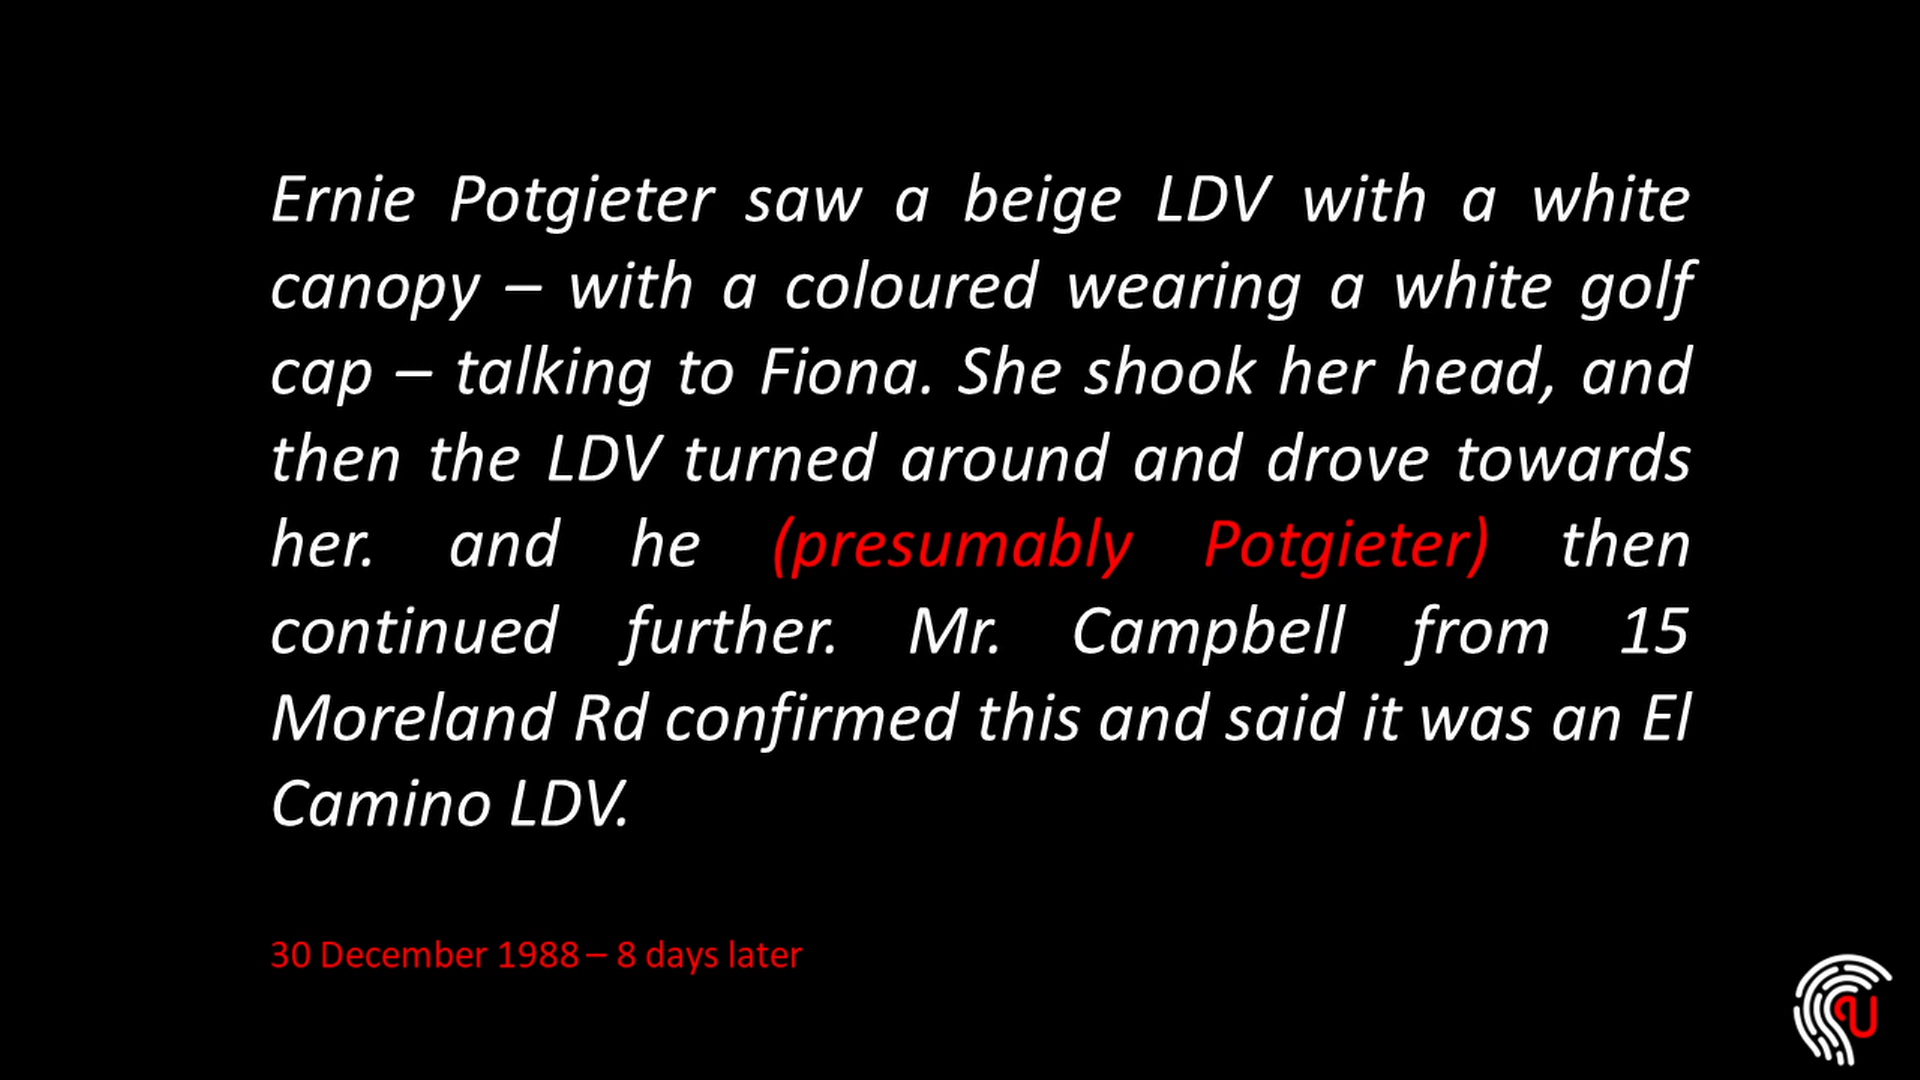 Ernie Potgieter saw a beige LDV with a white
canopy – with a coloured wearing a white golf
cap – talking to Fiona. She shook her head, and
then the LDV turned around and drove towards
her. and he (presumably Potgieter) then
continued further. Mr. Campbell from 15
Moreland Rd confirmed this and said it was an El
Camino LDV.
30 December 1988 – 8 days later
U